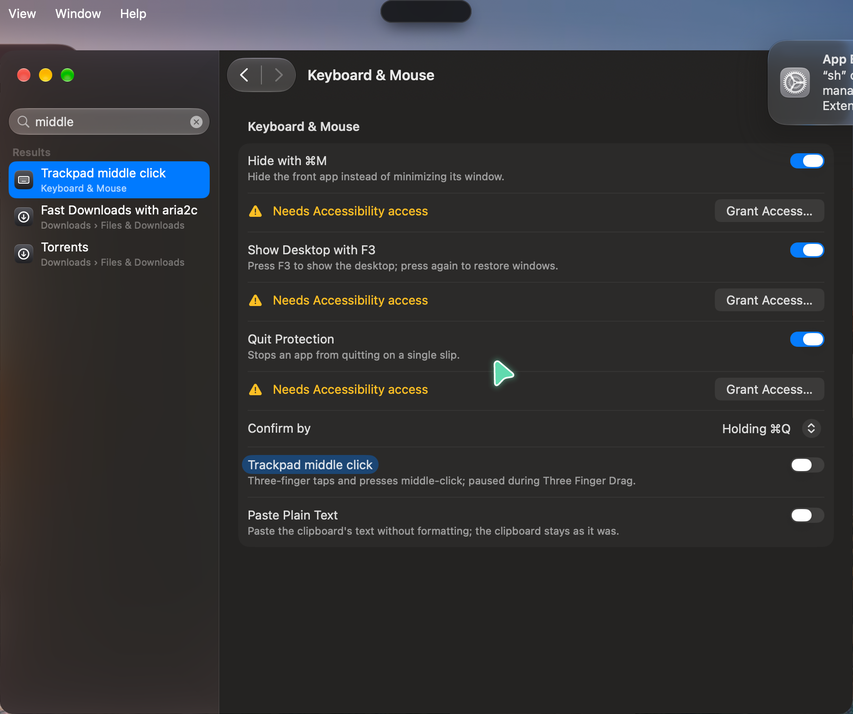 View Window Help
App
“sh”
Exten
Keyboard & Mouse
middle
Results
Trackpad middle click
Keyboard & Mouse
Fast Downloads with aria2c
Downloads › Files & Downloads
Torrents
Downloads › Files & Downloads
Keyboard & Mouse
Hide with ⌘M
Hide the front app instead of minimizing its window.
Needs Accessibility access
Grant Access...
Show Desktop with F3
Press F3 to show the desktop; press again to restore windows.
Needs Accessibility access
Grant Access...
Quit Protection
Stops an app from quitting on a single slip.
Needs Accessibility access
Grant Access...
Confirm by
Holding ⌘Q
Trackpad middle click
Three-finger taps and presses middle-click; paused during Three Finger Drag.
Paste Plain Text
Paste the clipboard's text without formatting; the clipboard stays as it was.